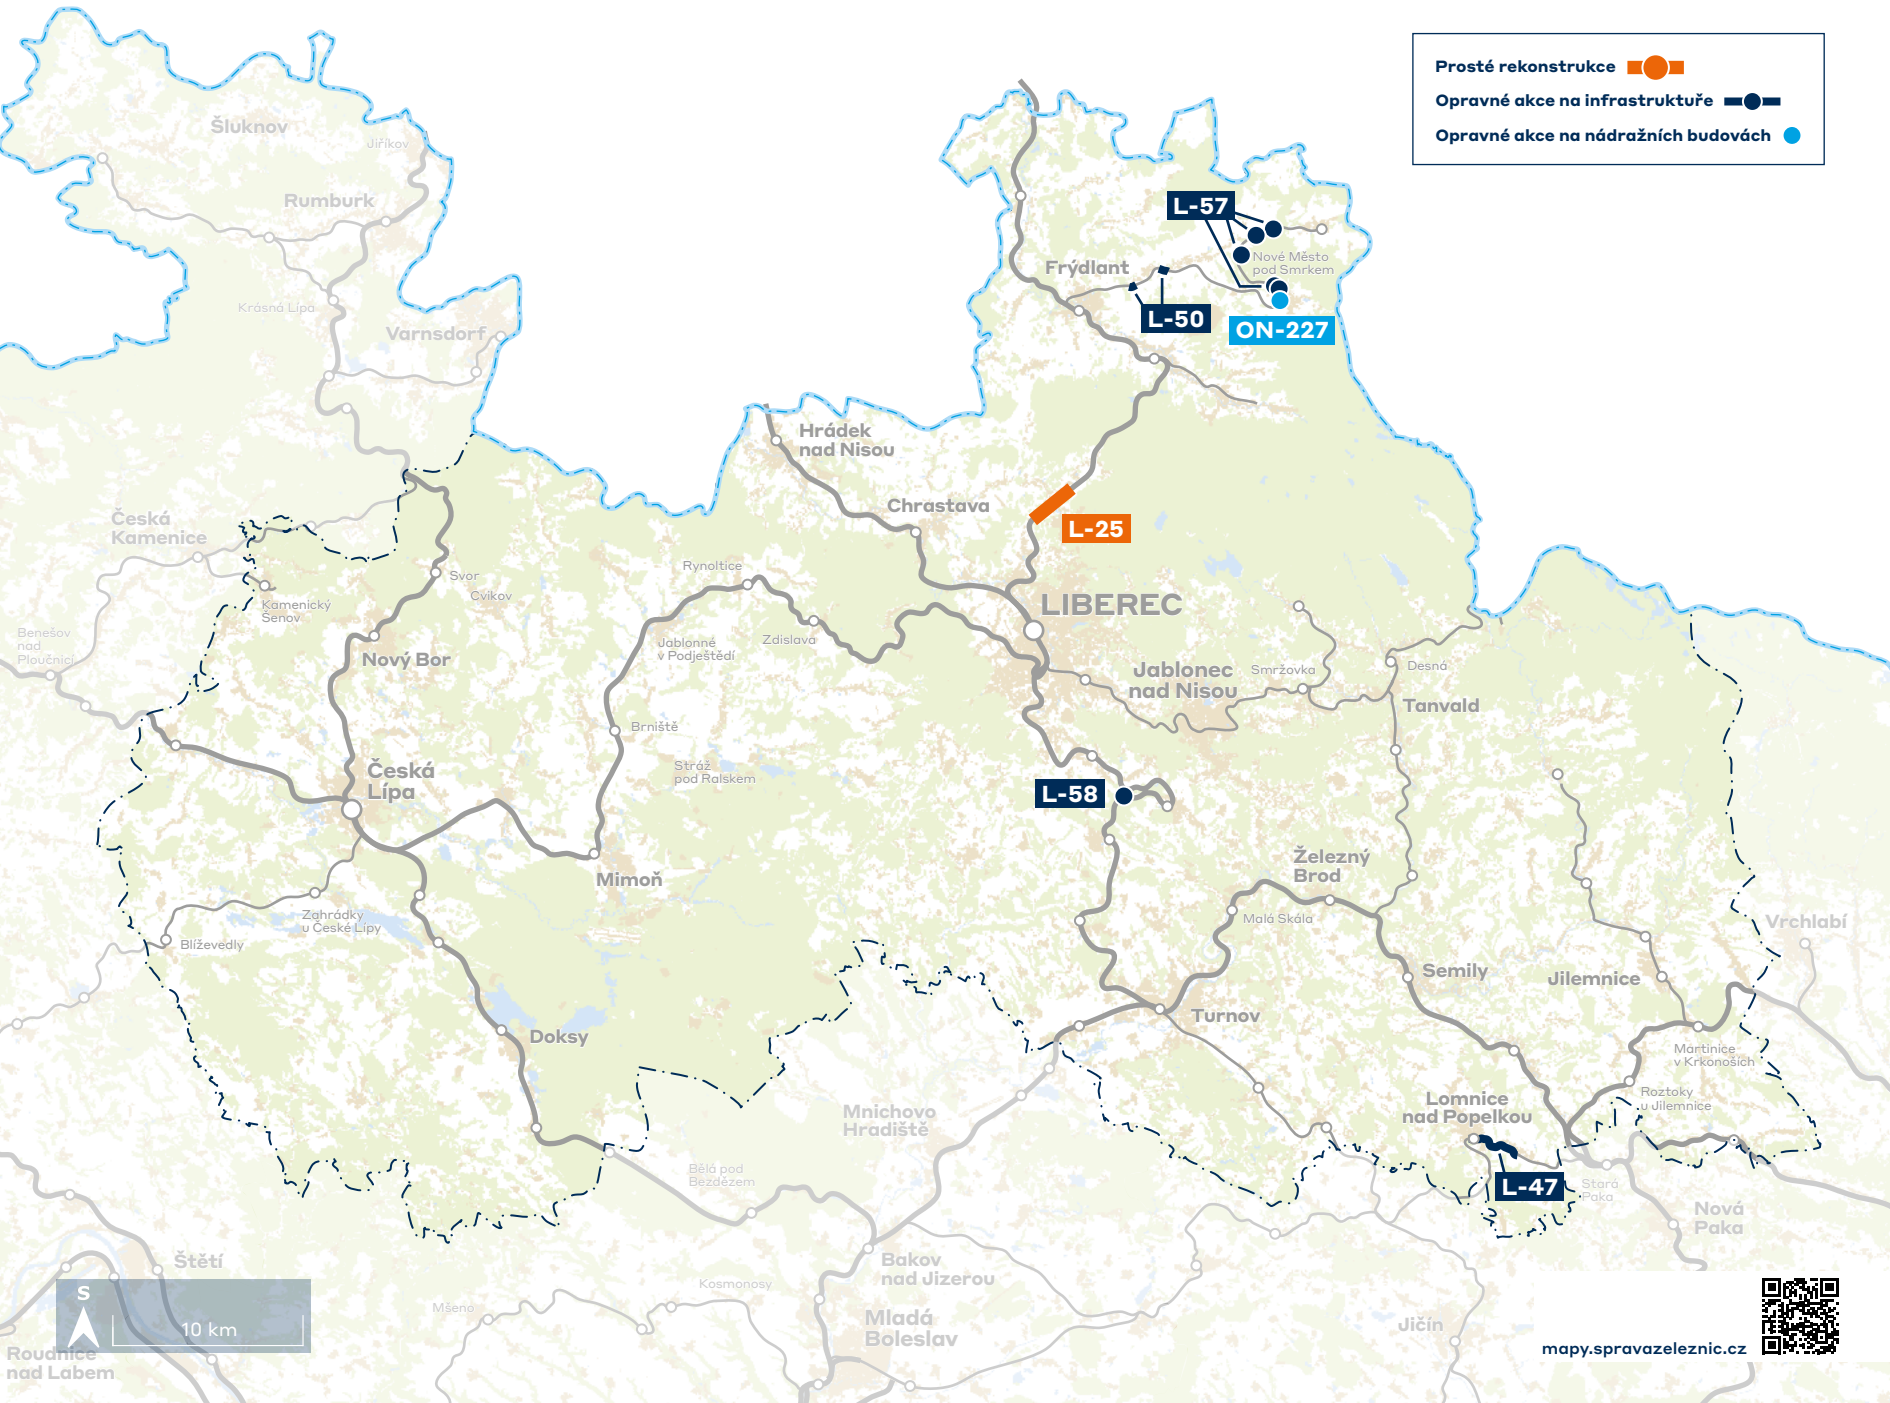 Prosté rekonstrukce
Opravné akce na infrastruktuře
Opravné akce na nádražních budovách
Šluknov
Jiříkov
Rumburk
Krásná Lípa
Varnsdorf
L-57
Nové Město
pod Smrkem
Frýdlant
L-50
ON-227
Hrádek
nad Nisou
Chrastava
L-25
Česká
Kamenice
Svor
Cvikov
Kamenický
Šenov
Rynoltice
LIBEREC
Benešov
nad
Ploučnicí
Nový Bor
Jablonné
v Podještědí
Zdislava
Jablonec
nad Nisou
Smržovka
Desná
Tanvald
Brniště
Stráž
pod Ralskem
Česká
Lípa
L-58
Mimoň
Železný
Brod
Malá Skála
Zahrádky
u České Lípy
Blíževedly
Semily
Jilemnice
Vrchlabí
Doksy
Turnov
Martinice
v Krkonoších
Roztoky
u Jilemnice
Lomnice
nad Popelkou
L-47
Mnichovo
Hradiště
Bělá pod
Bezdězem
Stará
Paka
Nová
Paka
Štětí
Bakov
nad Jizerou
Kosmonosy
Mšeno
Mladá
Boleslav
Jičín
S
10 km
Roudnice
nad Labem
mapy.spravazeleznic.cz